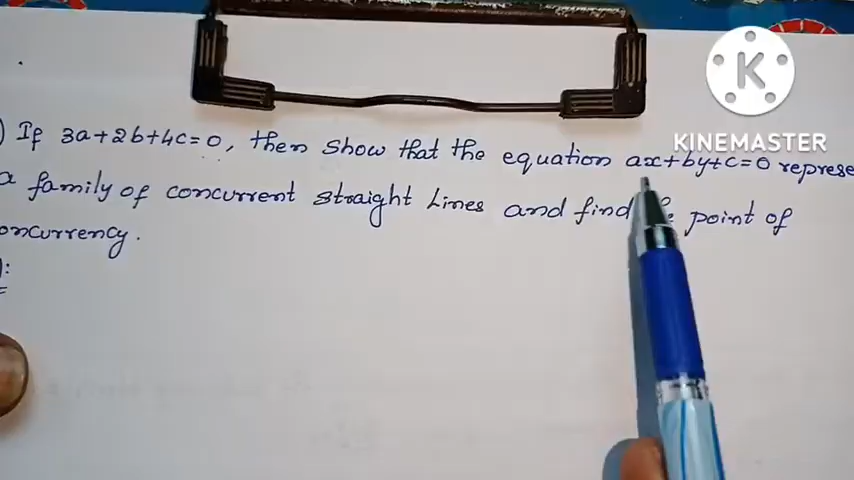 K
KINEMASTER
) If 3a+2b+4c=0, then show that the equation ax+by+c=0 represe
a family of concurrent straight Lines and find point of
oncurrency.
):